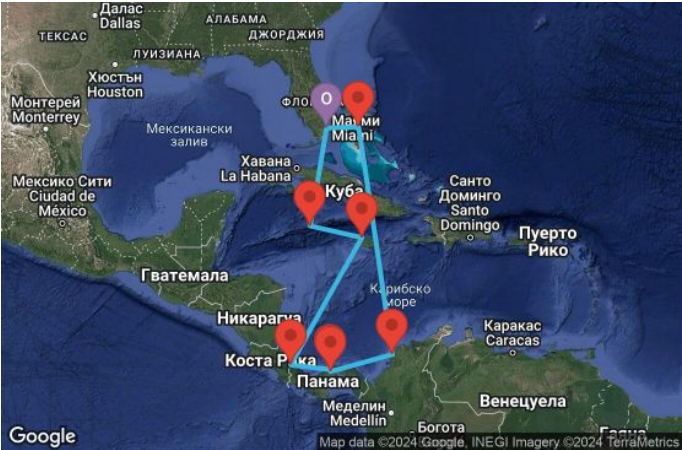 Далас
Dallas
АЛАБАМА
ТЕКСАС
ДЖОРДЖИЯ
ЛУИЗИАНА
Хюстън
Houston
Монтерей
Monterrey
ФЛО
O
Маями
Miami
Мексикански
залив
Хавана
La Habana
Куба
Мексико Сити
Ciudad de
México
Санто
Доминго
Santo
Domingo
Пуерто
Рико
Гватемала
Карибско
море
Никарагуа
Каракас
Caracas
Коста Рика
Панама
Меделин
Medellín
Венецуела
Богота
Google
Map data ©2024 Google, INEGI Imagery ©2024 TerraMetrics